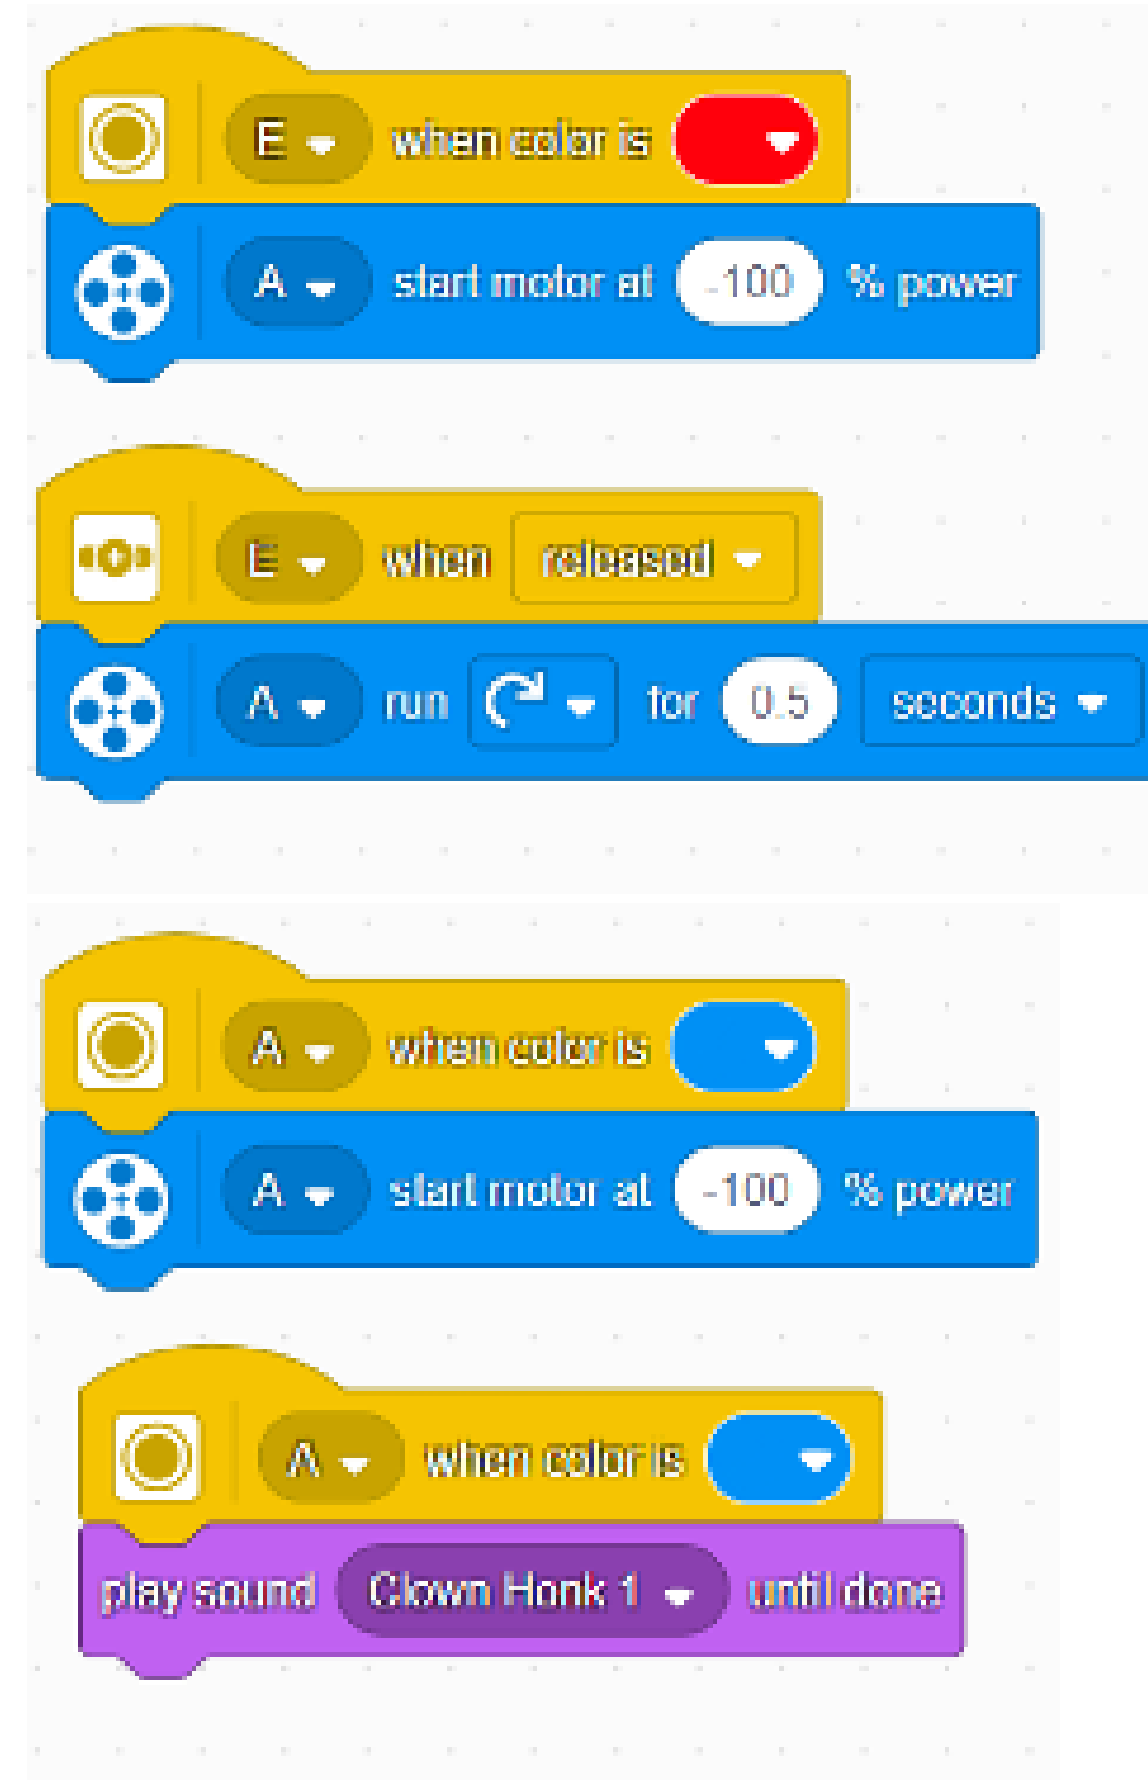 E when color is
A start motor at -100 % power
E when released
A run for 0.5 seconds
A when color is
A start motor at -100 % power
A when color is
play sound Clown Honk 1 until done